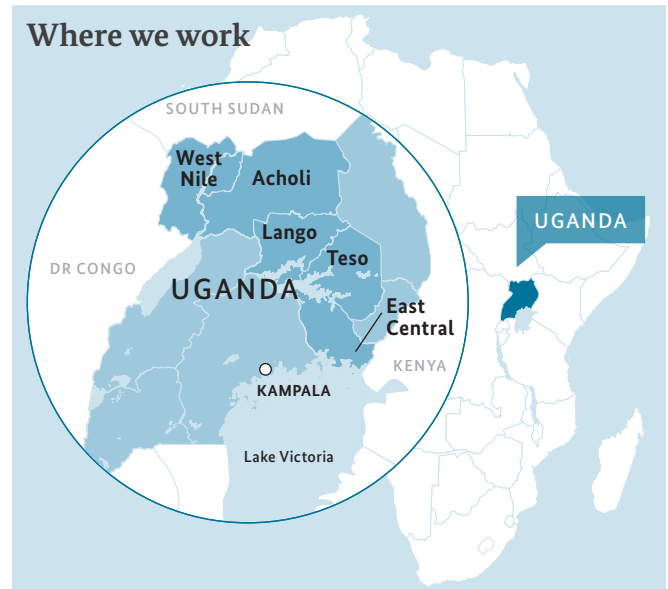 Where we work
SOUTH SUDAN
West
Nile
Acholi
UGANDA
Lango
Teso
DR CONGO
UGANDA
East
Central
KENYA
KAMPALA
Lake Victoria